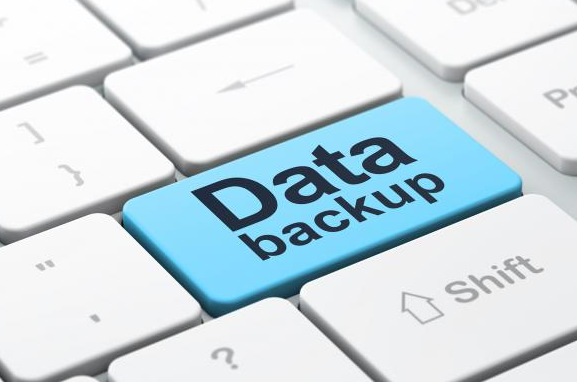 =
]
}
Data
backup
"
'
Shift
?